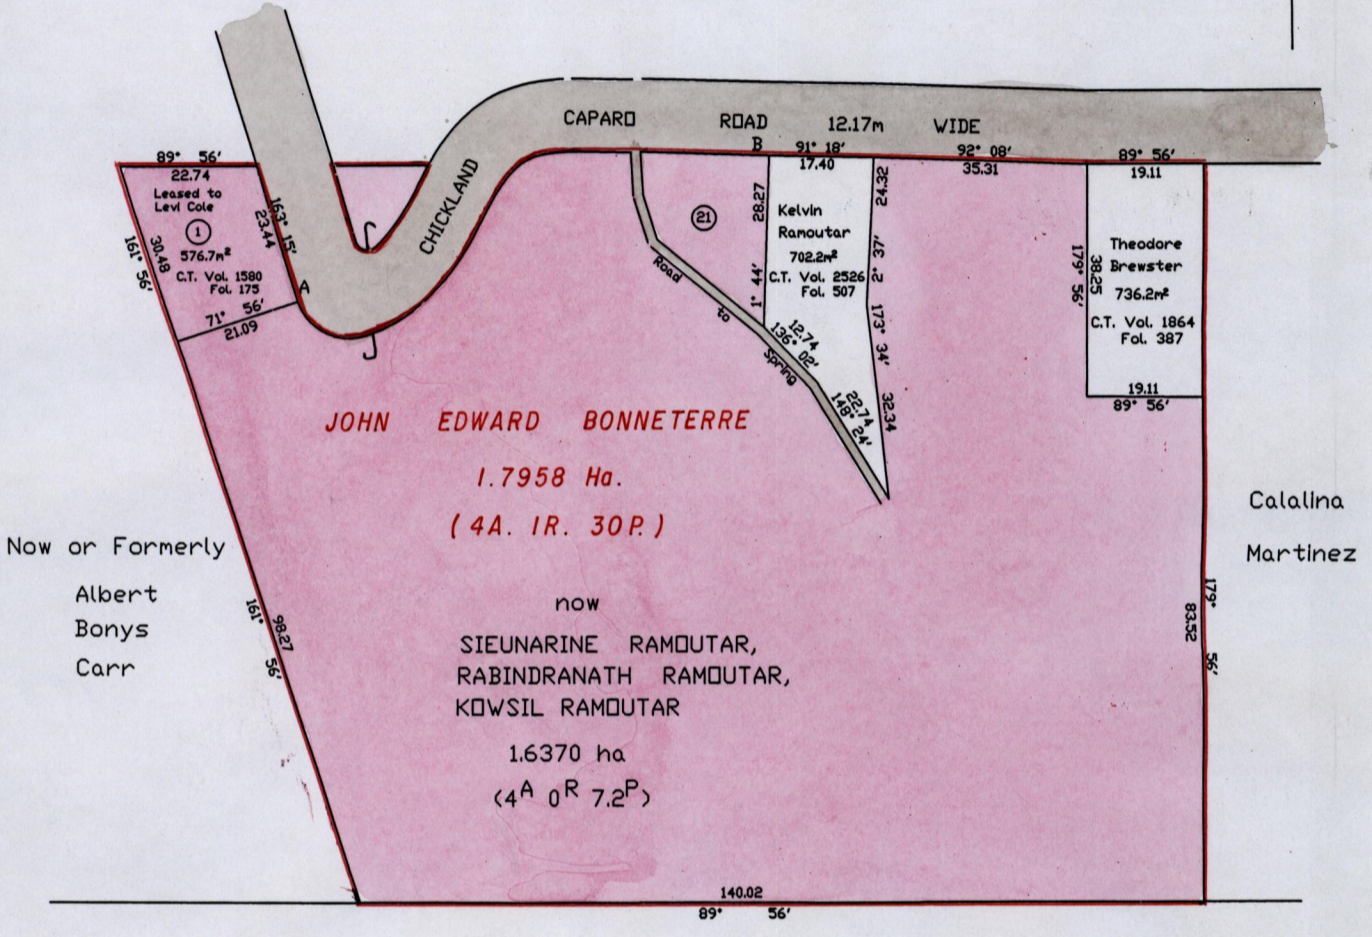 CAPARO ROAD 12.17m WIDE
CHICKLAND
89° 56'
22.74
Leased to
Levi Cole
1
576.7m²
C.T. Vol. 1580
Fol. 175
163° 15'
23.44
A
161° 56'
30.48
71° 56'
21.09
B
91° 18'
17.40
92° 08'
35.31
89° 56'
19.11
21
28.27
1° 44'
Kelvin
Ramoutar
702.2m²
C.T. Vol. 2526
Fol. 507
24.32
2° 37'
173° 34'
32.34
Road to Spring
12.74
136° 02'
22.74
148° 24'
179° 56'
38.25
Theodore
Brewster
736.2m²
C.T. Vol. 1864
Fol. 387
19.11
89° 56'
JOHN EDWARD BONNETERRE
1.7958 Ha.
(4A. 1R. 30P.)
now
SIEUNARINE RAMOUTAR,
RABINDRANATH RAMOUTAR,
KOWSIL RAMOUTAR
1.6370 ha
(4A 0R 7.2P)
Now or Formerly
Albert
Bonys
Carr
161° 56'
98.27
Calalina
Martinez
179° 56'
83.52
140.02
89° 56'